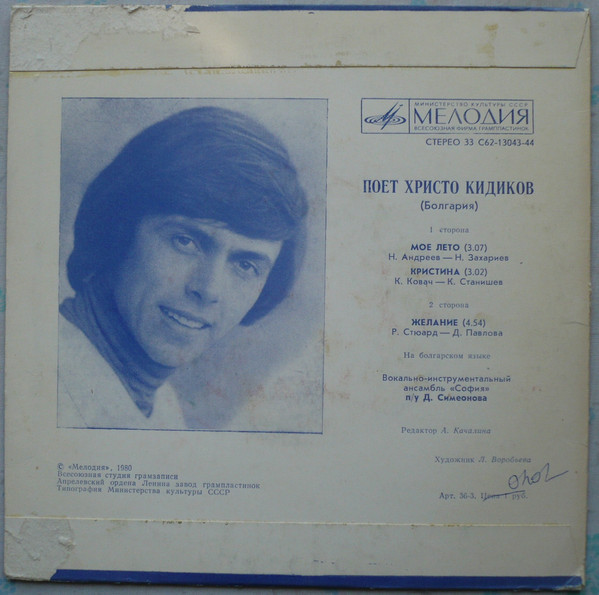 МИНИСТЕРСТВО КУЛЬТУРЫ СССР
МЕЛОДИЯ
ВСЕСОЮЗНАЯ ФИРМА ГРАМПЛАСТИНОК
СТЕРЕО 33 С62-13043-44
ПОЕТ ХРИСТО КИДИКОВ
(Болгария)
1 сторона
МОЕ ЛЕТО (3.07)
Н. Андреев — Н. Захариев
КРИСТИНА (3.02)
К. Ковач — К. Станишев
2 сторона
ЖЕЛАНИЕ (4.54)
Р. Стюард — Д. Павлова
На болгарском языке
Вокально-инструментальный
ансамбль «София»
п/у Д. Симеонова
Редактор А. Качалина
Художник Л. Воробьева
© «Мелодия», 1980
Всесоюзная студия грамзаписи
Апрелевский ордена Ленина завод грампластинок
Типография Министерства культуры СССР
Арт. 36-3. Цена 1 руб.